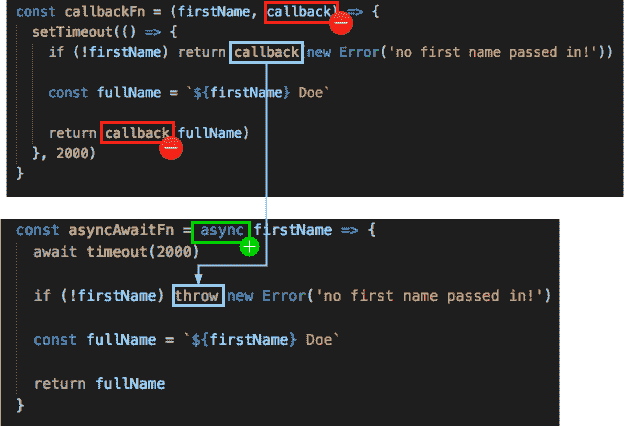 const callbackFn = (firstName, callback) => {
setTimeout(() => {
if (!firstName) return callback(new Error('no first name passed in!'))
const fullName = `${firstName} Doe`
return callback(fullName)
}, 2000)
}
const asyncAwaitFn = async firstName => {
await timeout(2000)
if (!firstName) throw new Error('no first name passed in!')
const fullName = `${firstName} Doe`
return fullName
}